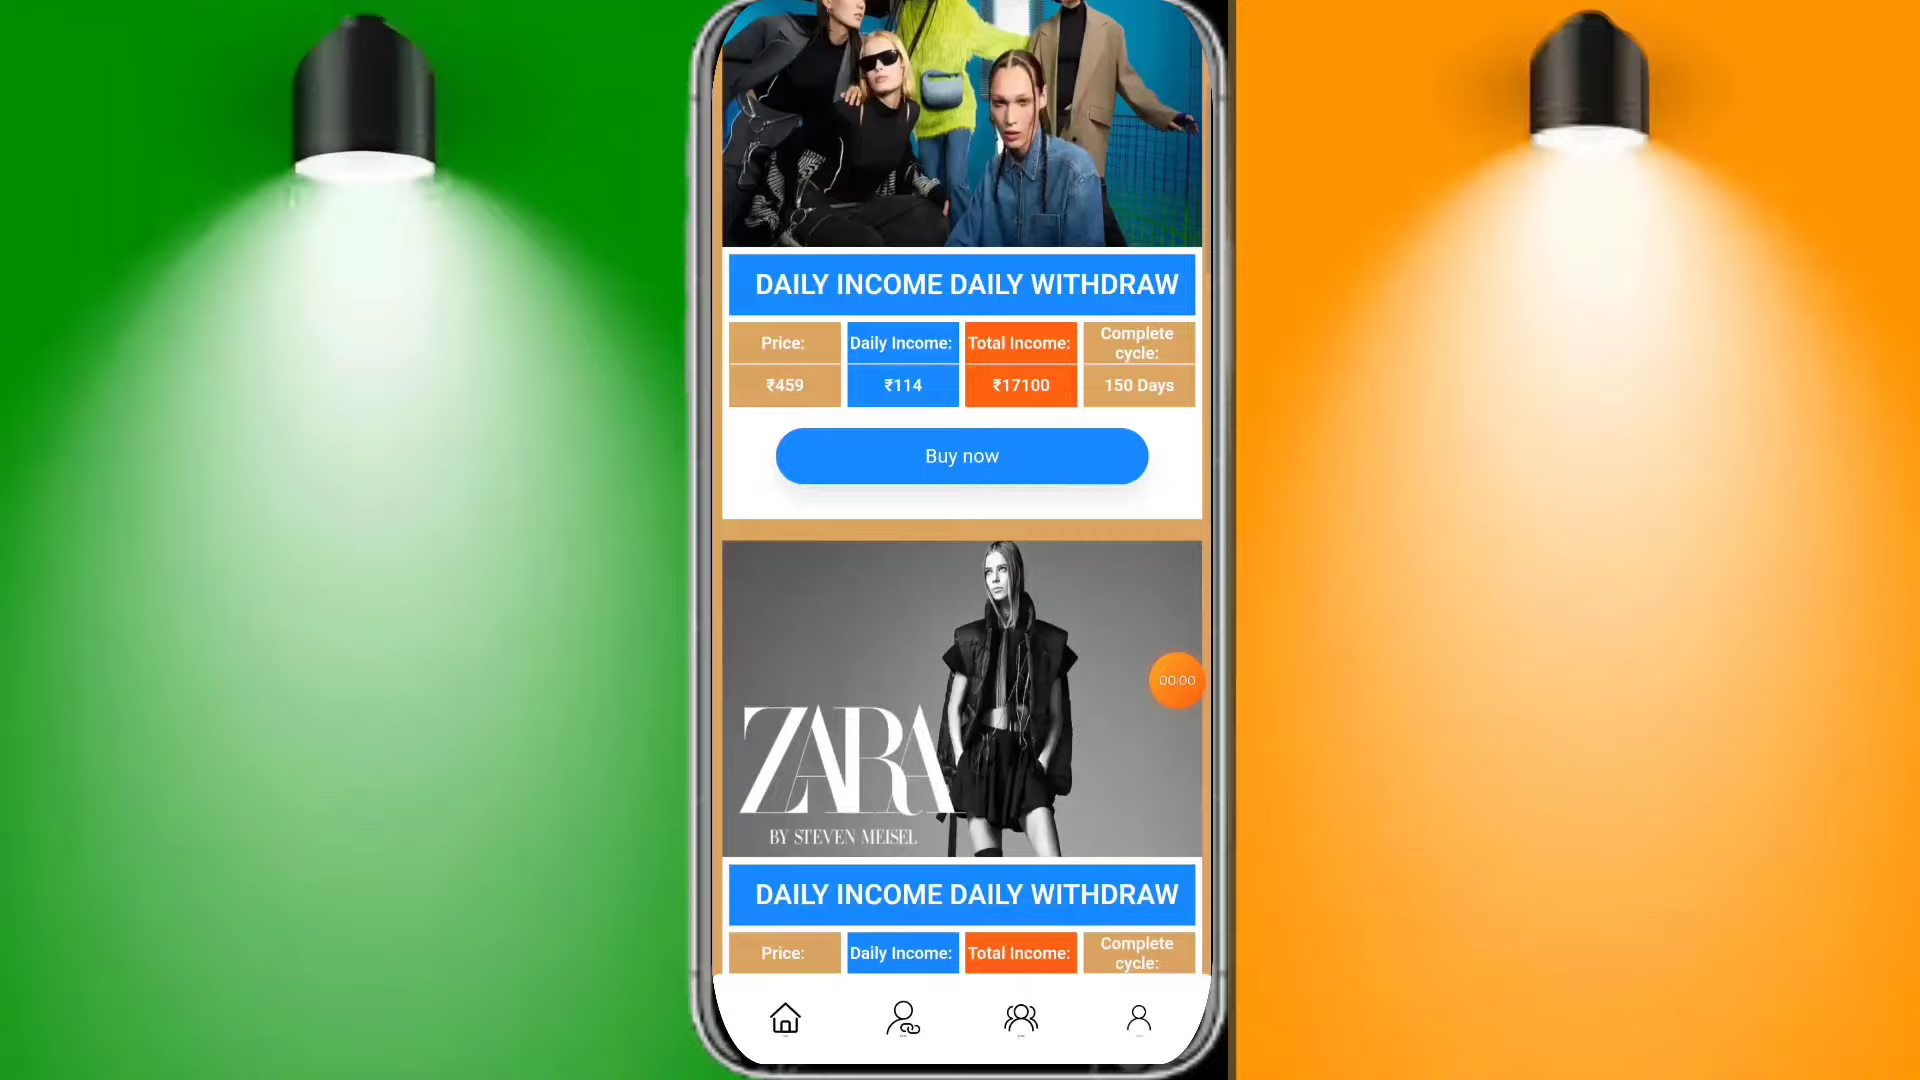 DAILY INCOME DAILY WITHDRAW
Price: Daily Income: Total Income: Complete cycle:
₹459 ₹114 ₹17100 150 Days
Buy now
00:00
ZARA
BY STEVEN MEISEL
DAILY INCOME DAILY WITHDRAW
Price: Daily Income: Total Income: Complete cycle: